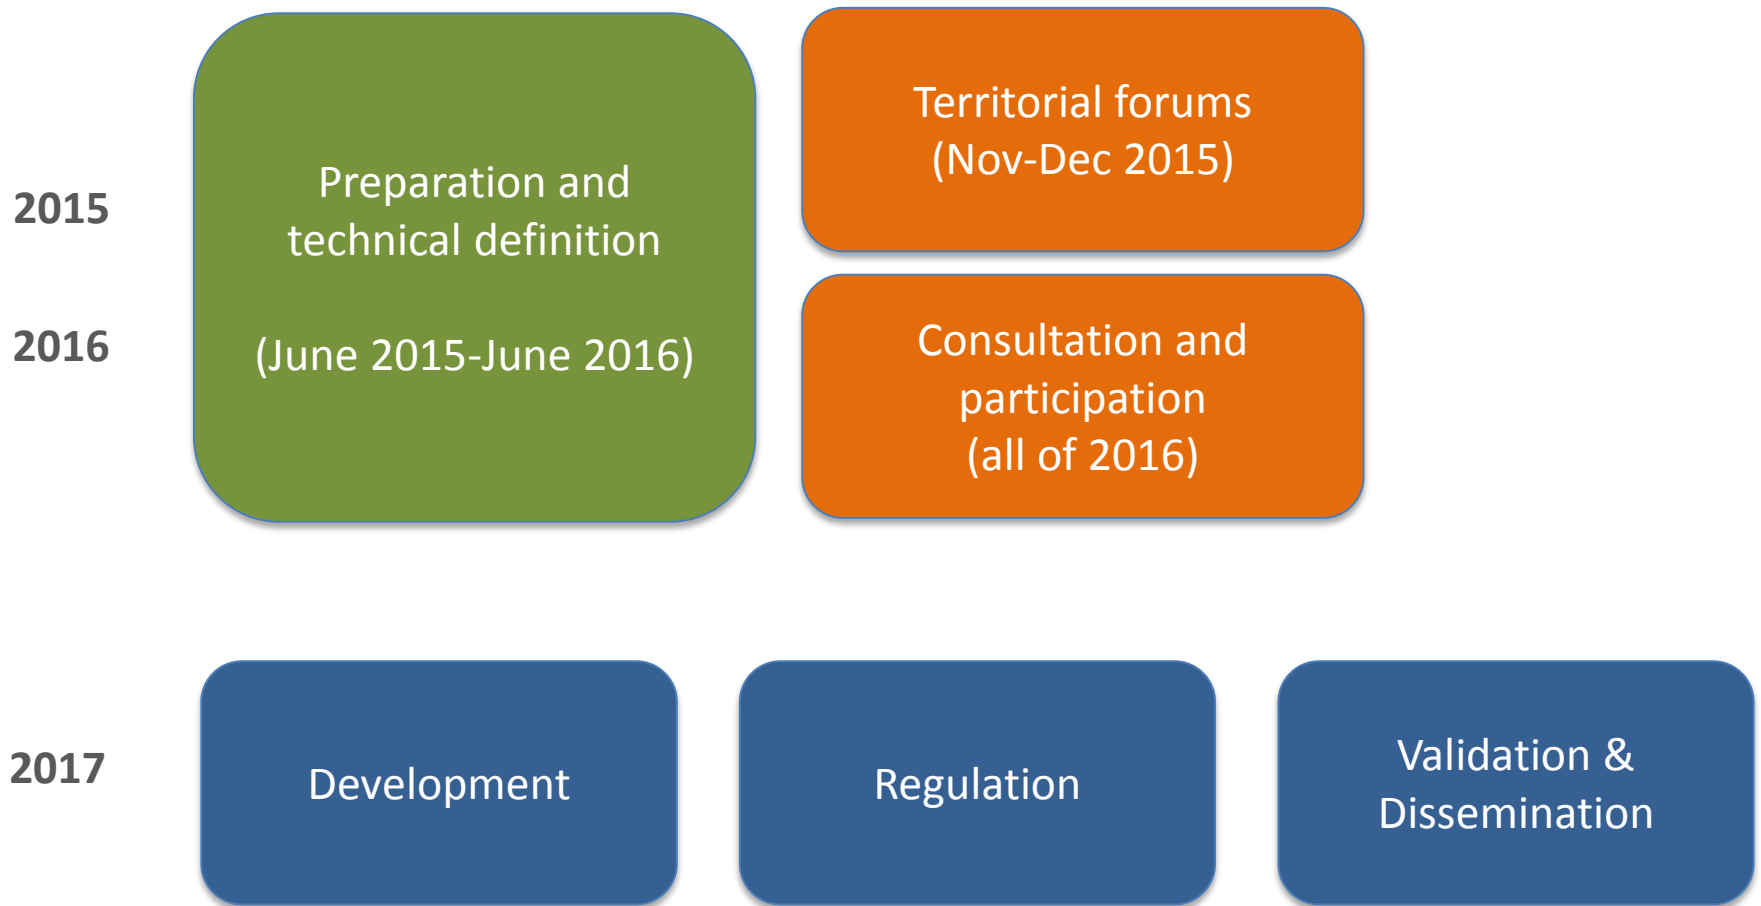 2015
2016
Preparation and
technical definition
(June 2015-June 2016)
Territorial forums
(Nov-Dec 2015)
Consultation and
participation
(all of 2016)
2017
Development
Regulation
Validation &
Dissemination